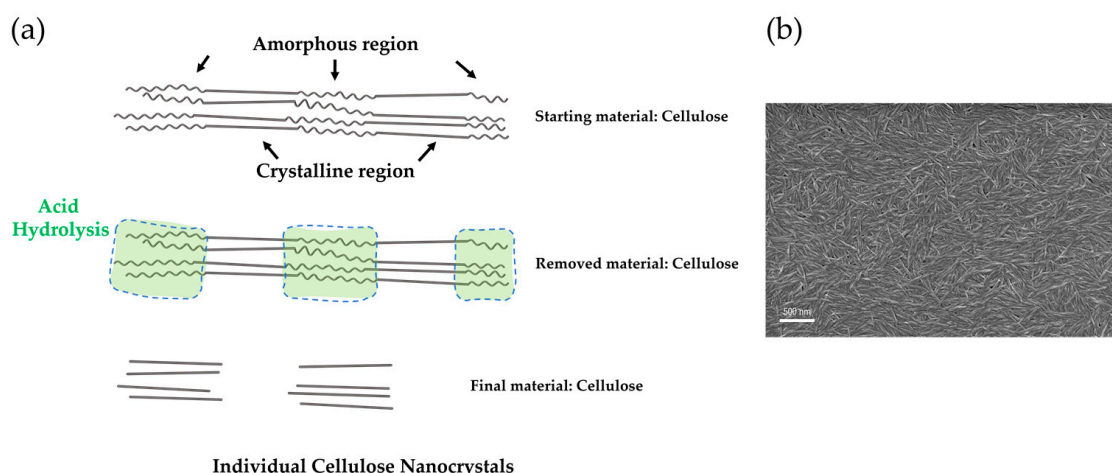 (a)
(b)
Amorphous region
Starting material: Cellulose
Crystalline region
Acid
Hydrolysis
Removed material: Cellulose
500 nm
Final material: Cellulose
Individual Cellulose Nanocrystals